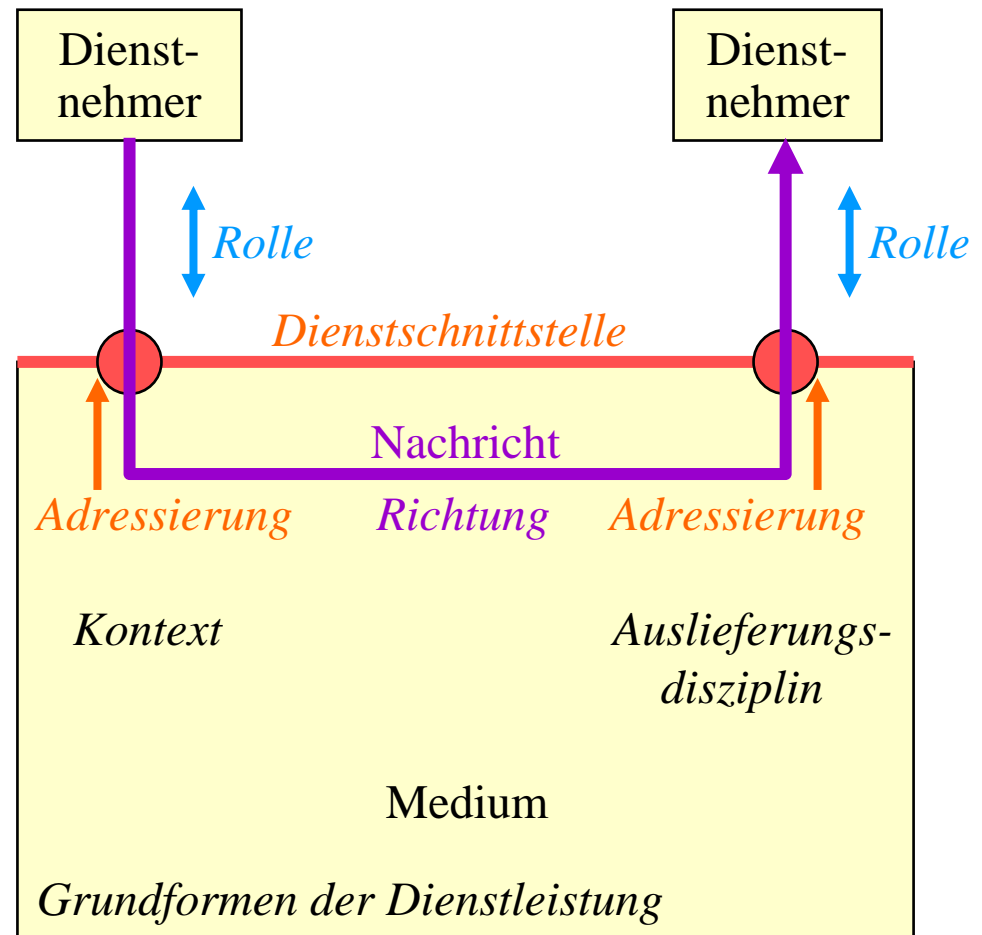 Dienst-
nehmer
Dienst-
nehmer
Rolle
Rolle
Dienstschnittstelle
Nachricht
Adressierung
Richtung
Adressierung
Kontext
Auslieferungs-
disziplin
Medium
Grundformen der Dienstleistung